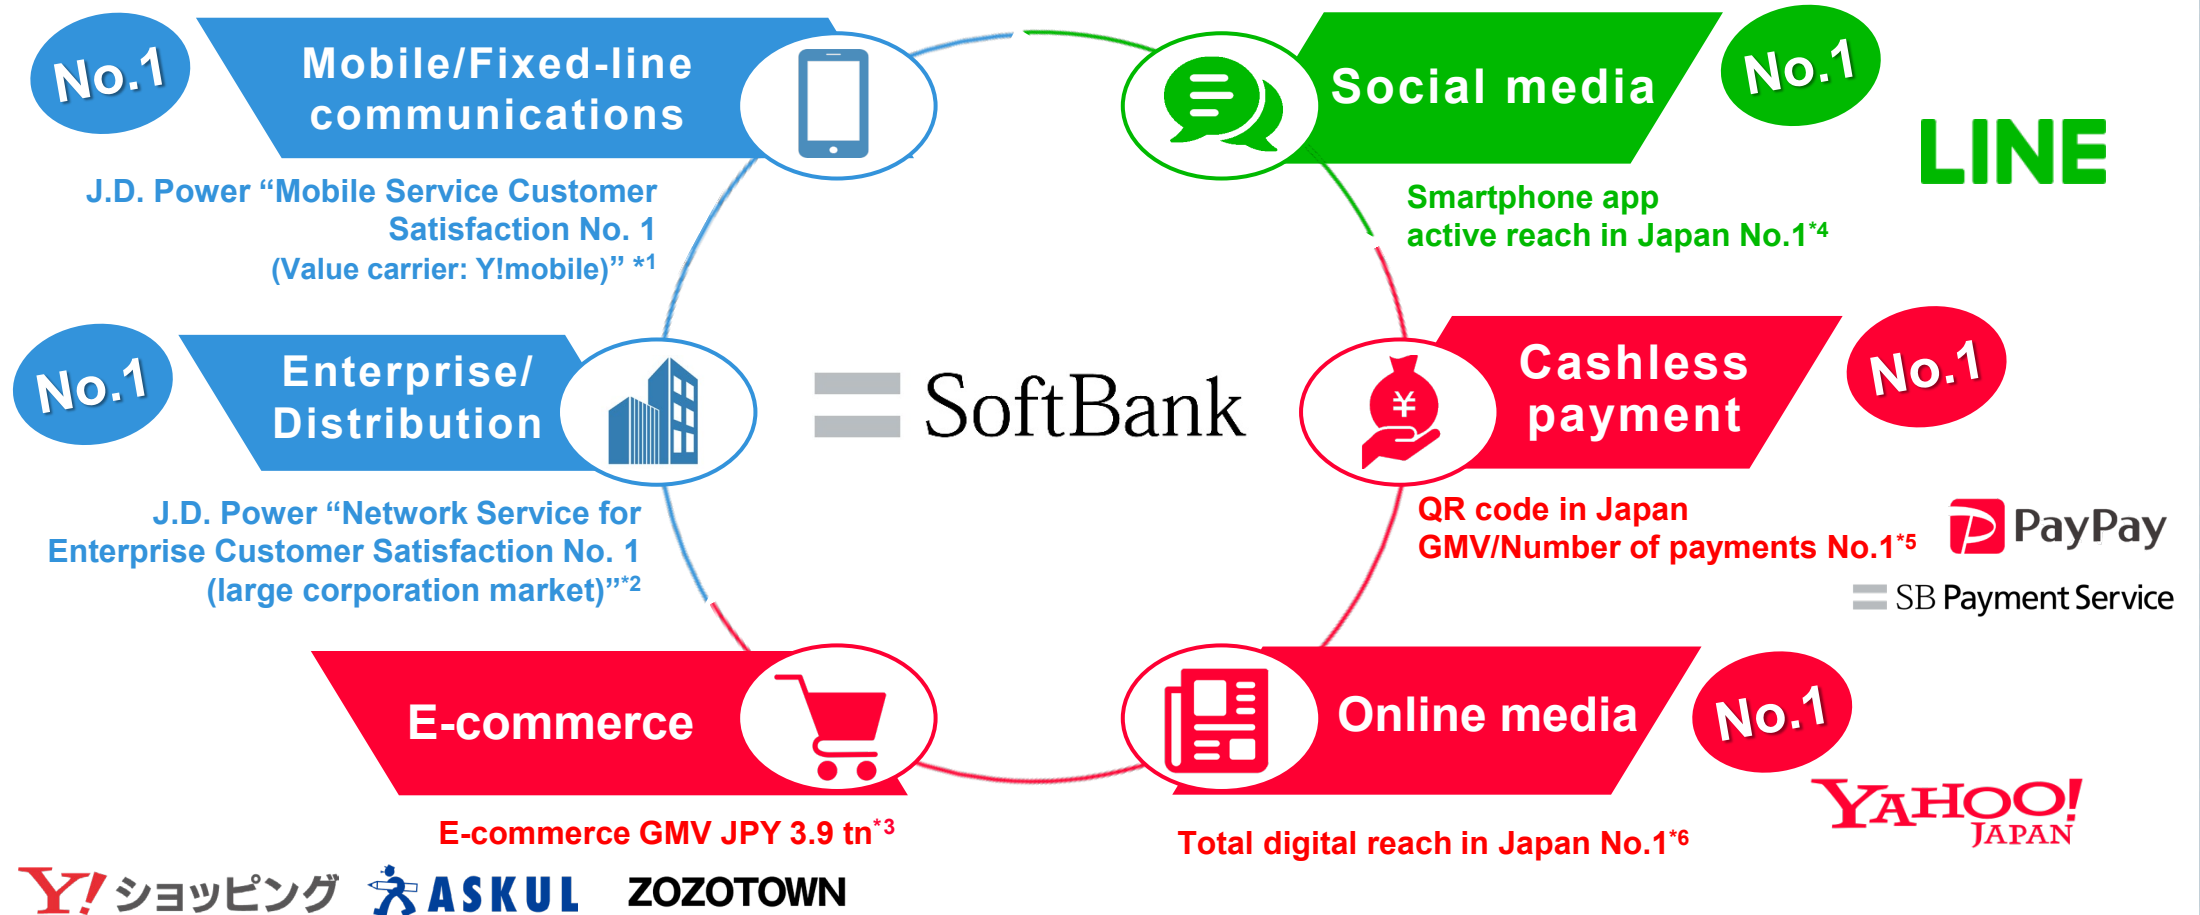 No.1
Mobile/Fixed-line
communications
J.D. Power “Mobile Service Customer
Satisfaction No. 1
(Value carrier: Y!mobile)” *1
No.1
Social media
LINE
Smartphone app
active reach in Japan No.1*4
No.1
Enterprise/
Distribution
J.D. Power “Network Service for
Enterprise Customer Satisfaction No. 1
(large corporation market)”*2
SoftBank
¥
Cashless
payment
No.1
QR code in Japan
GMV/Number of payments No.1*5
PayPay
SB Payment Service
E-commerce
E-commerce GMV JPY 3.9 tn*3
Y!ショッピング
ASKUL
ZOZOTOWN
Online media
No.1
Total digital reach in Japan No.1*6
YAHOO!
JAPAN